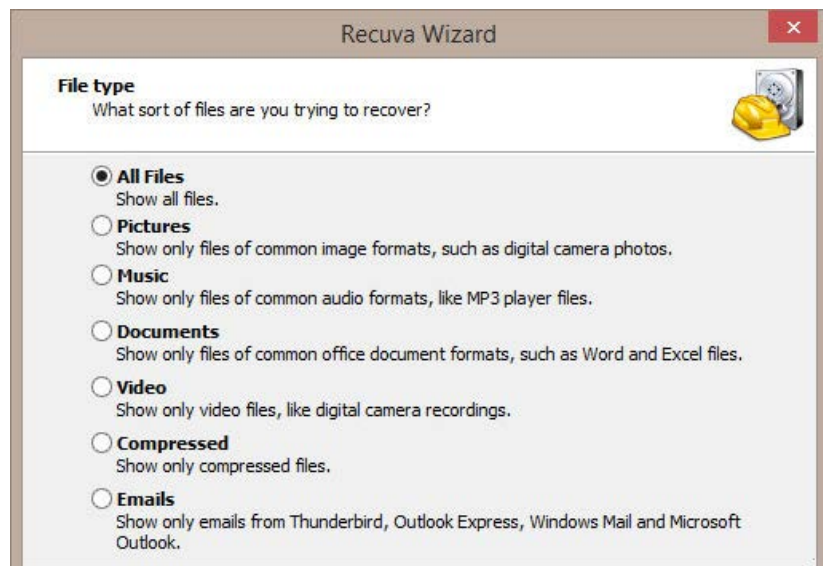 Recuva Wizard
File type
What sort of files are you trying to recover?
All Files
Show all files.
Pictures
Show only files of common image formats, such as digital camera photos.
Music
Show only files of common audio formats, like MP3 player files.
Documents
Show only files of common office document formats, such as Word and Excel files.
Video
Show only video files, like digital camera recordings.
Compressed
Show only compressed files.
Emails
Show only emails from Thunderbird, Outlook Express, Windows Mail and Microsoft
Outlook.